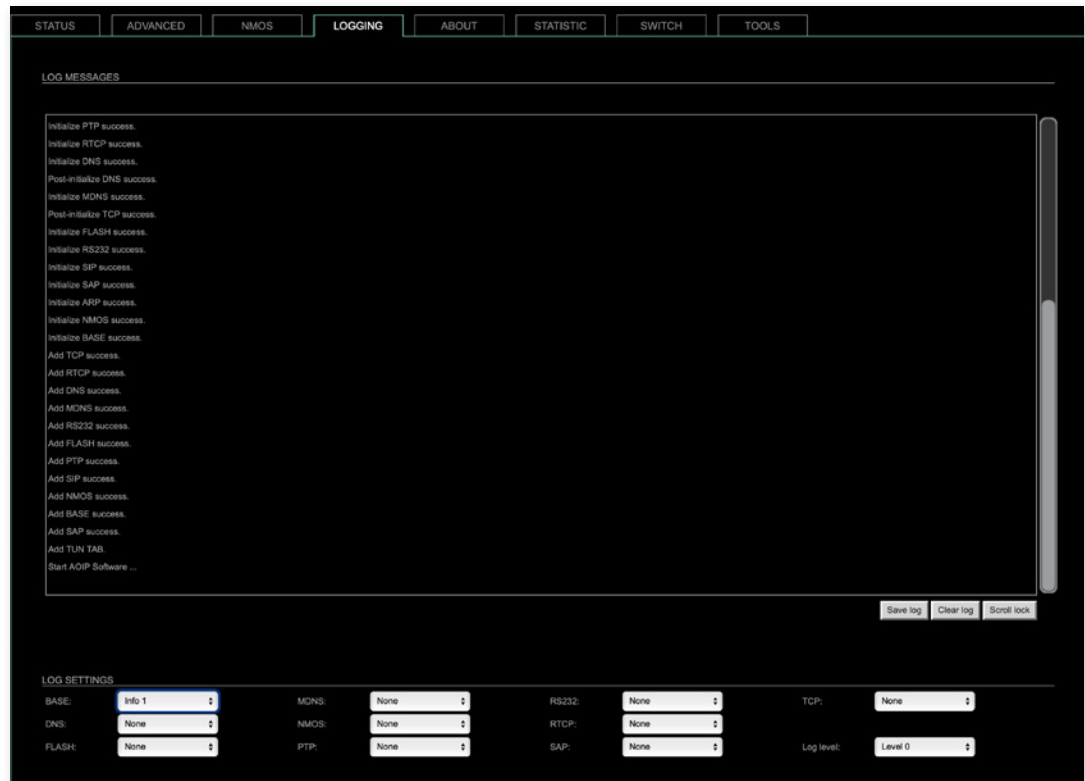 STATUS ADVANCED NMOS LOGGING ABOUT STATISTIC SWITCH TOOLS
LOG MESSAGES
Initialize PTP success.
Initialize RTCP success.
Initialize DNS success.
Post-initialize DNS success.
Initialize MDNS success.
Post-initialize TCP success.
Initialize FLASH success.
Initialize RS232 success.
Initialize SIP success.
Initialize SAP success.
Initialize ARP success.
Initialize NMOS success.
Initialize BASE success.
Add TCP success.
Add RTCP success.
Add DNS success.
Add MDNS success.
Add RS232 success.
Add FLASH success.
Add PTP success.
Add SIP success.
Add NMOS success.
Add BASE success.
Add SAP success.
Add TUN TAB.
Start AOIP Software ...
Save log Clear log Scroll lock
LOG SETTINGS
BASE: Info 1 MDNS: None RS232: None TCP: None
DNS: None NMOS: None RTCP: None
FLASH: None PTP: None SAP: None Log level: Level 0